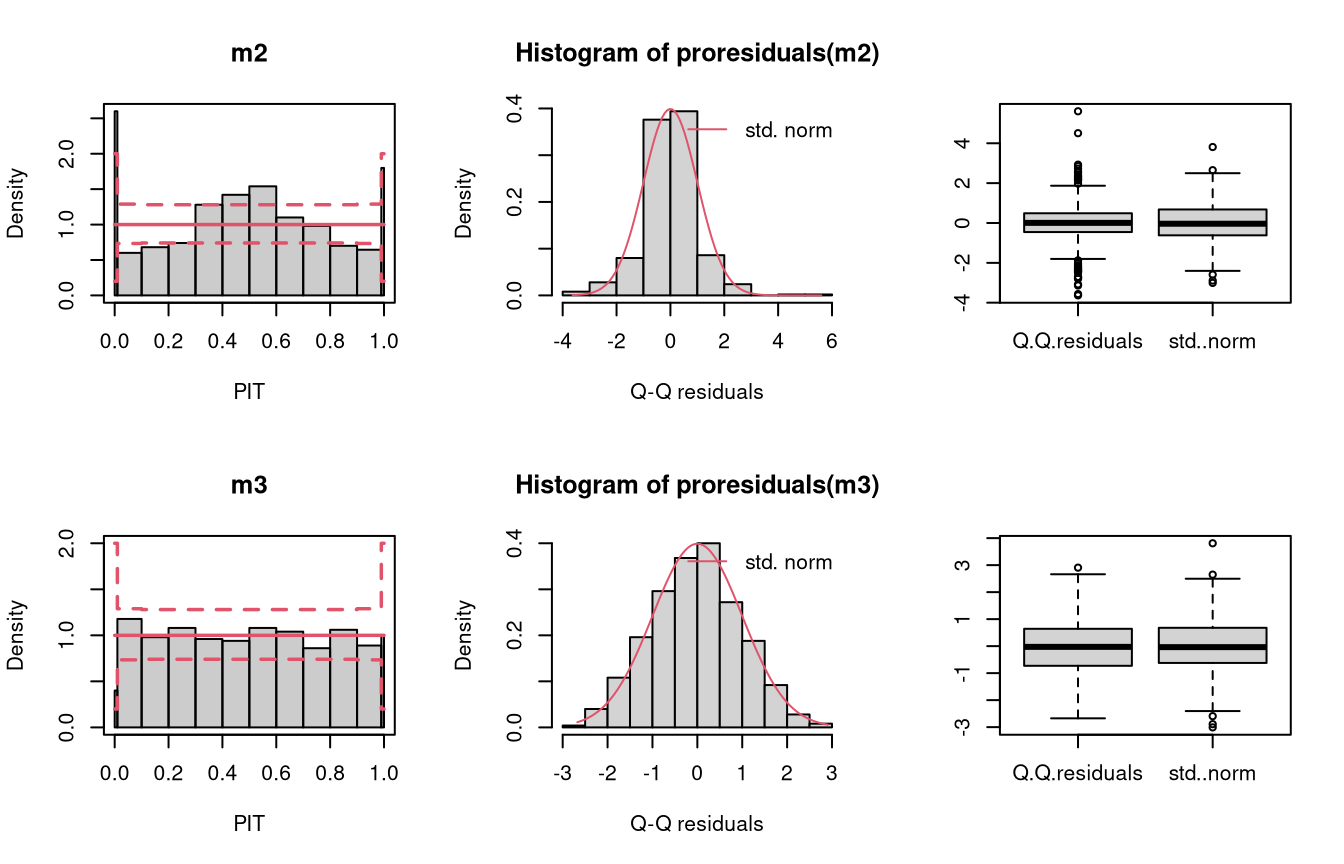 m2
Density
0.0
1.0
2.0
0.0 0.2 0.4 0.6 0.8 1.0
PIT
Histogram of proresiduals(m2)
Density
0.0
0.2
0.4
std. norm
-4 -2 0 2 4 6
Q-Q residuals
-4
-2
0
2
4
Q.Q.residuals std..norm
m3
Density
0.0
1.0
2.0
0.0 0.2 0.4 0.6 0.8 1.0
PIT
Histogram of proresiduals(m3)
Density
0.0
0.2
0.4
std. norm
-3 -2 -1 0 1 2 3
Q-Q residuals
-3
-1
1
3
Q.Q.residuals std..norm